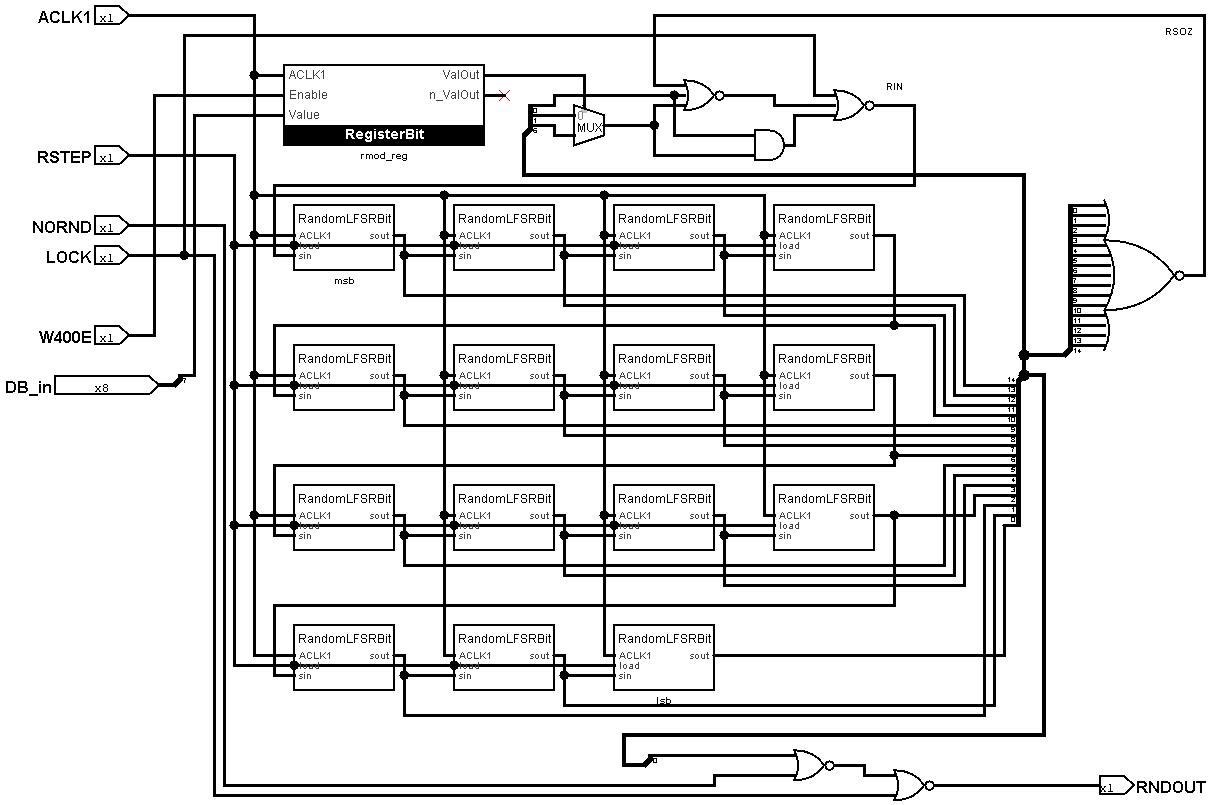 ACLK1 x1
RSOZ
ACLK1 ValOut
RIN
Enable n_ValOut
Value
0
1
6
0
MUX
RegisterBit
rmod_reg
RSTEP x1
NORND x1
LOCK x1
RandomLFSRBit RandomLFSRBit RandomLFSRBit RandomLFSRBit
ACLK1 sout ACLK1 sout ACLK1 sout ACLK1 sout
load load load load
sin sin sin sin
msb
0
1
2
3
4
5
6
7
8
9
10
11
12
13
14
W400E x1
DB_in x8
7
RandomLFSRBit RandomLFSRBit RandomLFSRBit RandomLFSRBit
ACLK1 sout ACLK1 sout ACLK1 sout ACLK1 sout
load load load load
sin sin sin sin
14
13
12
11
10
9
8
7
6
5
4
3
2
1
0
RandomLFSRBit RandomLFSRBit RandomLFSRBit RandomLFSRBit
ACLK1 sout ACLK1 sout ACLK1 sout ACLK1 sout
load load load load
sin sin sin sin
RandomLFSRBit RandomLFSRBit RandomLFSRBit
ACLK1 sout ACLK1 sout ACLK1 sout
load load load
sin sin sin
lsb
0
x1 RNDOUT